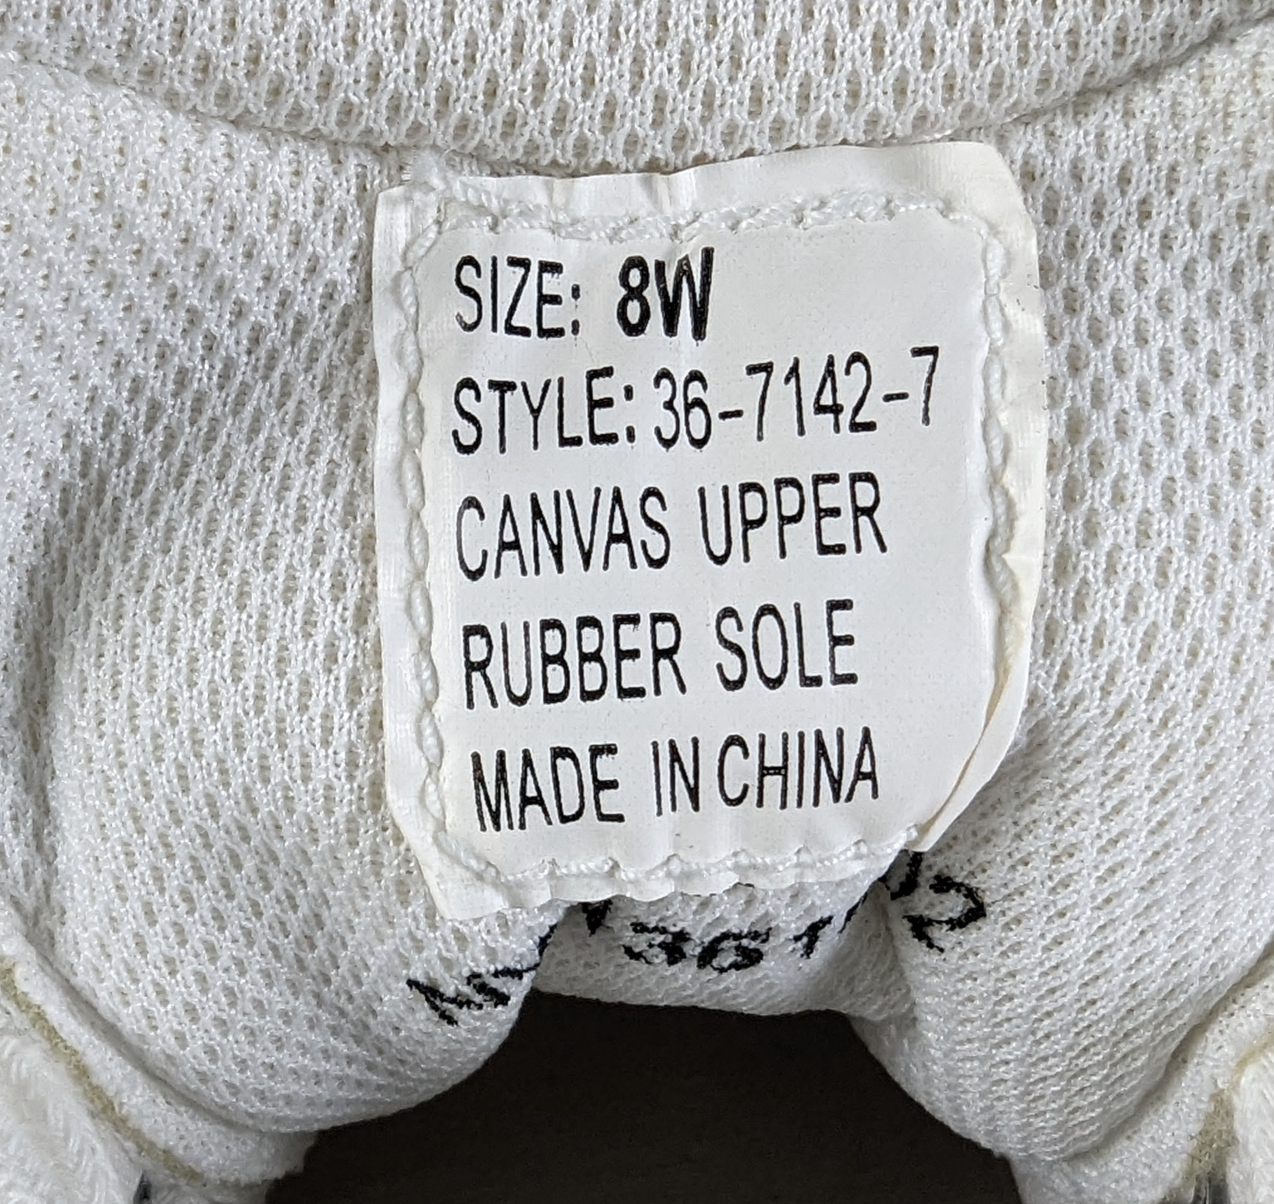 SIZE: 8W
STYLE: 36-7142-7
CANVAS UPPER
RUBBER SOLE
MADE IN CHINA